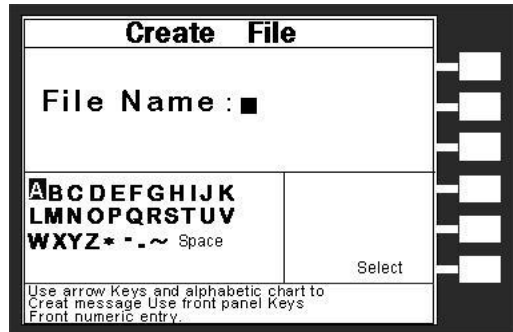 Create File
File Name:
ABCDEFGHIJK
LMNOPQRSTUV
WXYZ* - . ~ Space
Select
Use arrow Keys and alphabetic chart to
Creat message Use front panel Keys
Front numeric entry.